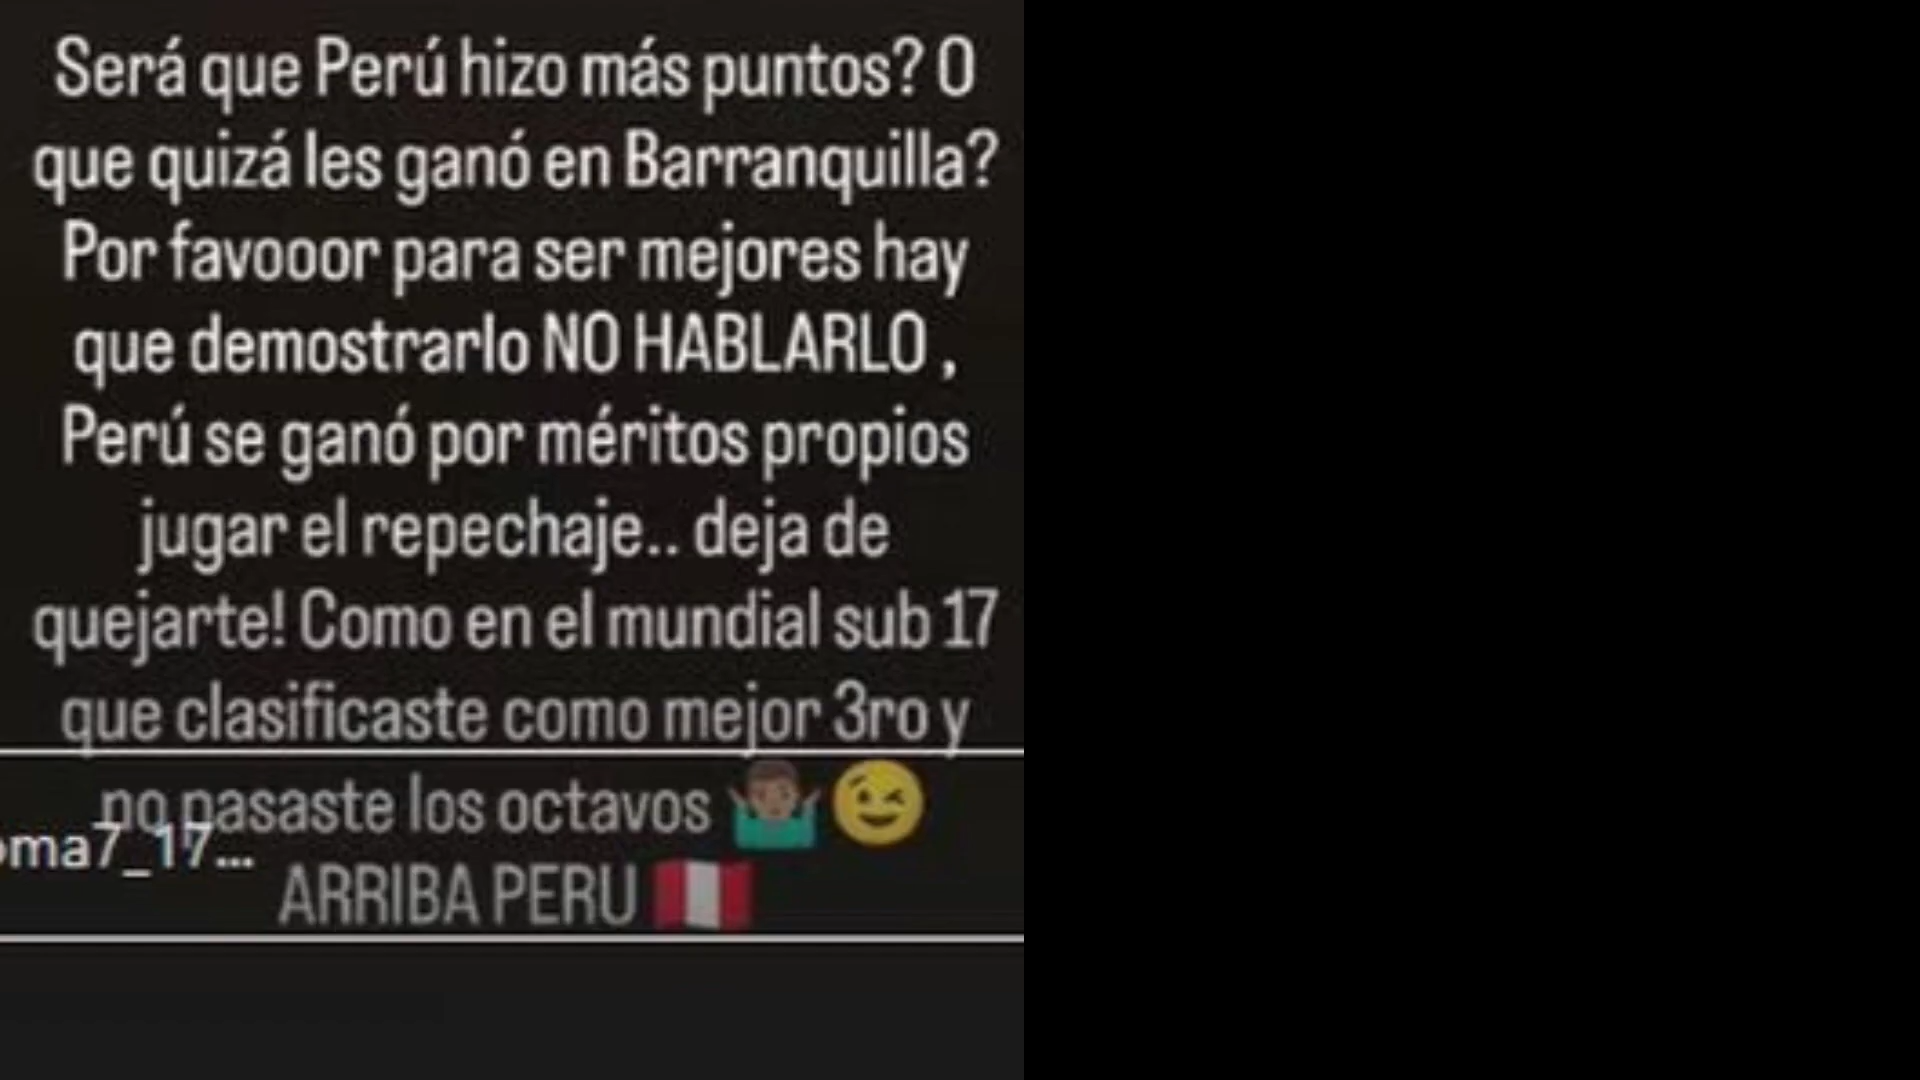 Será que Perú hizo más puntos? O
que quizá les ganó en Barranquilla?
Por favooor para ser mejores hay
que demostrarlo NO HABLARLO ,
Perú se ganó por méritos propios
jugar el repechaje.. deja de
quejarte! Como en el mundial sub 17
que clasificaste como mejor 3ro y
no pasaste los octavos 🤷🏽‍♂️😉
oma7_17...
ARRIBA PERU 🇵🇪